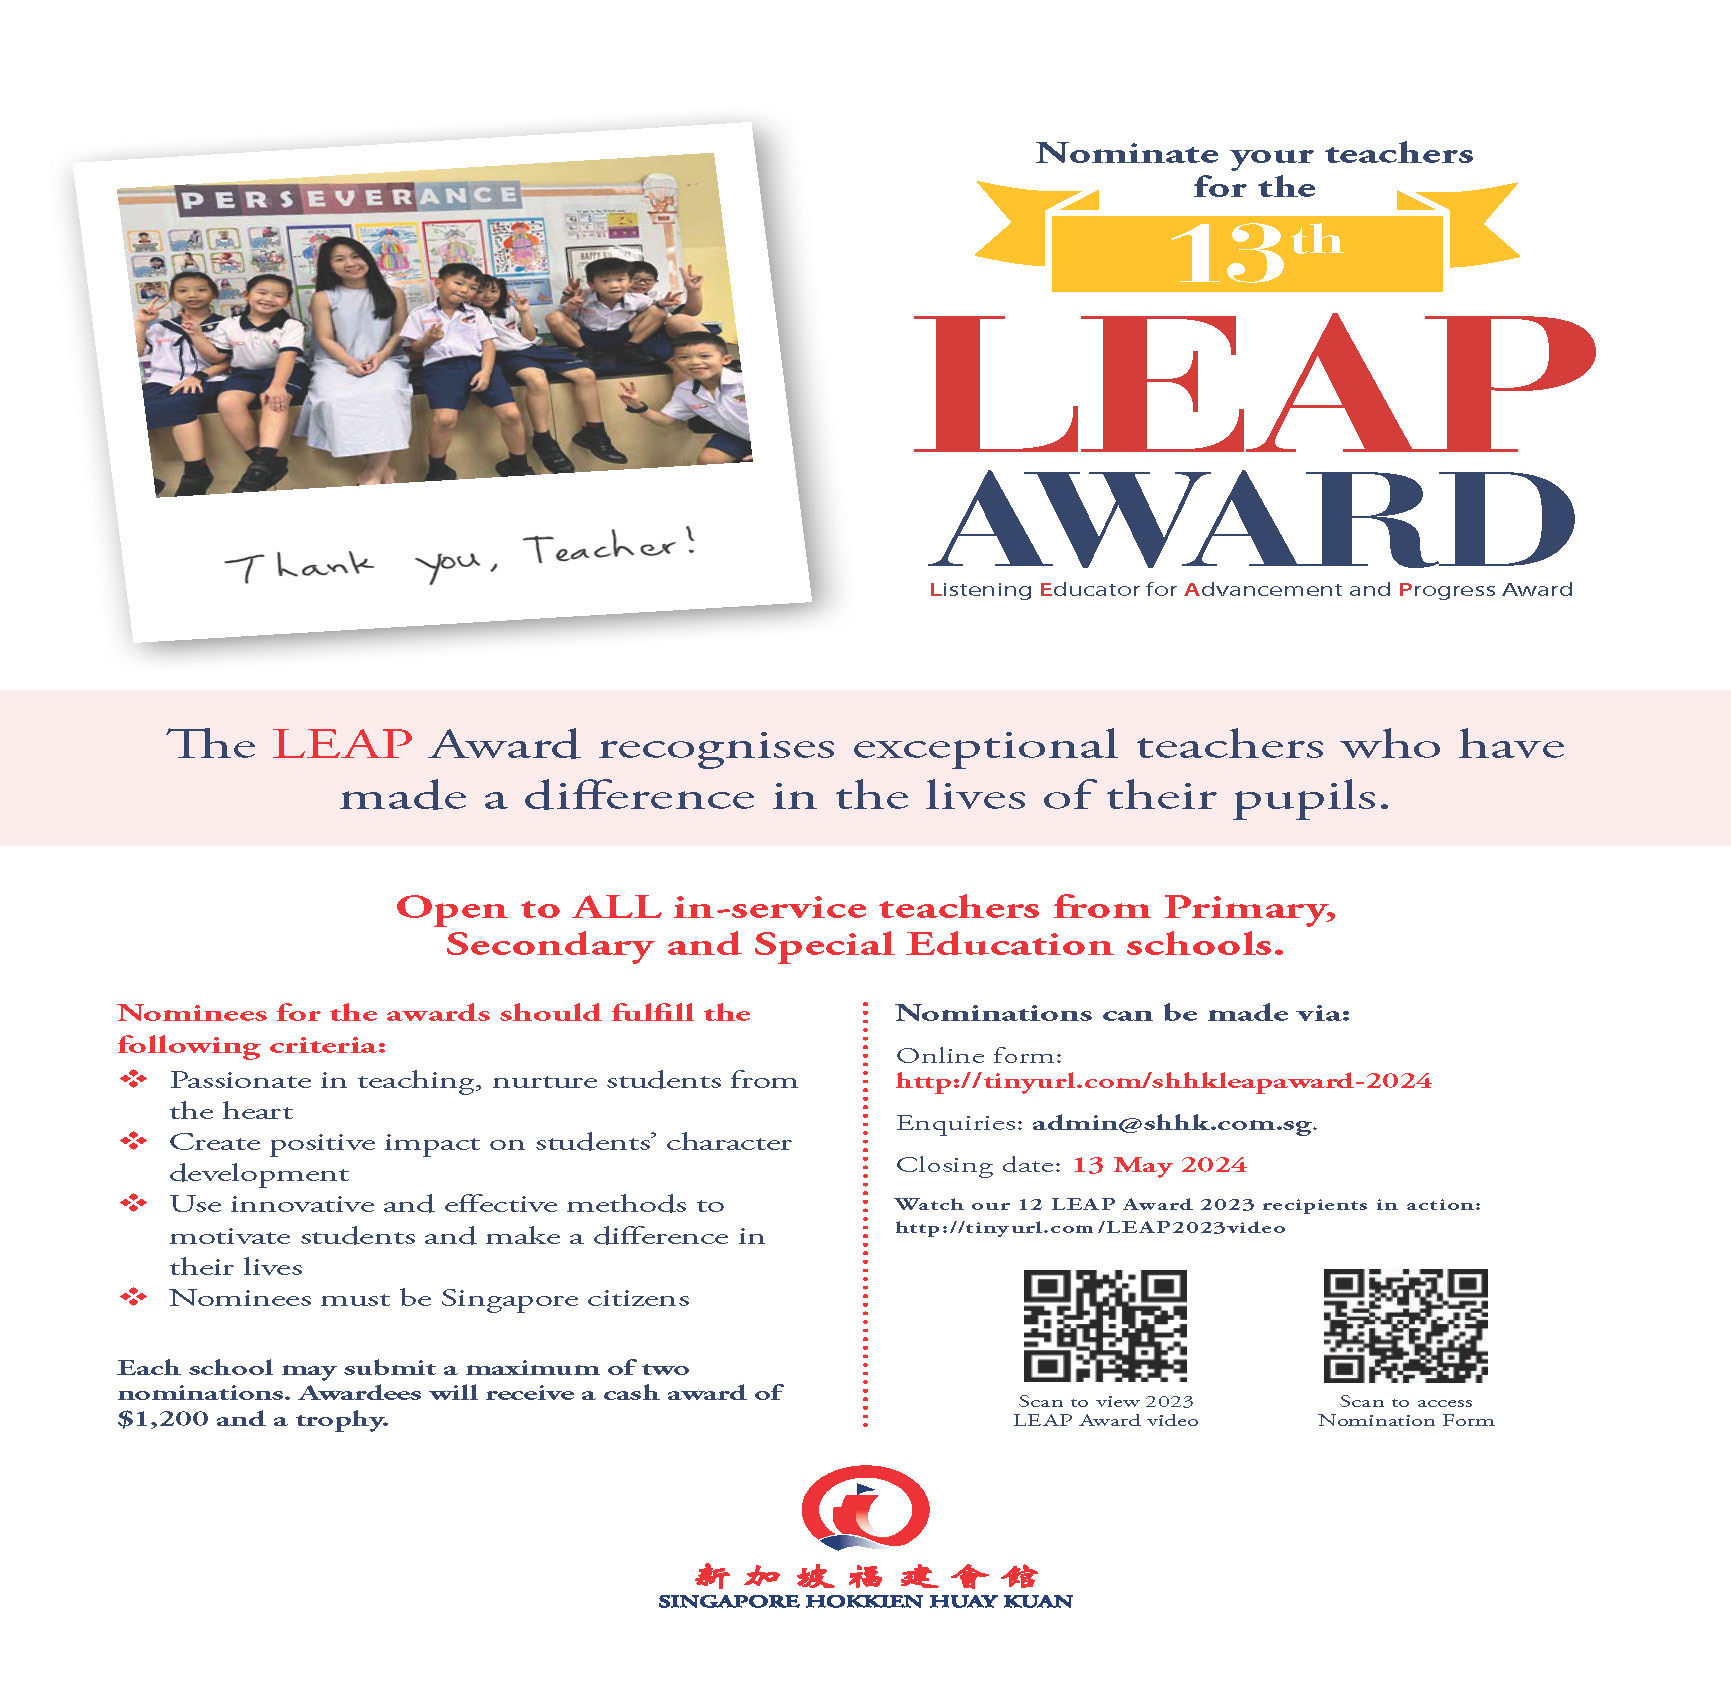 PERSEVERANCE
Thank you, Teacher!
Nominate your teachers
for the
13th
LEAP
AWARD
Listening Educator for Advancement and Progress Award
The LEAP Award recognises exceptional teachers who have
made a difference in the lives of their pupils.
Open to ALL in-service teachers from Primary,
Secondary and Special Education schools.
Nominees for the awards should fulfill the
following criteria:
❖ Passionate in teaching, nurture students from
the heart
❖ Create positive impact on students’ character
development
❖ Use innovative and effective methods to
motivate students and make a difference in
their lives
❖ Nominees must be Singapore citizens
Each school may submit a maximum of two
nominations. Awardees will receive a cash award of
$1,200 and a trophy.
Nominations can be made via:
Online form:
http://tinyurl.com/shhkleapaward-2024
Enquiries: admin@shhk.com.sg.
Closing date: 13 May 2024
Watch our 12 LEAP Award 2023 recipients in action:
http://tinyurl.com/LEAP2023video
Scan to view 2023
LEAP Award video
Scan to access
Nomination Form
新加坡福建會館
SINGAPORE HOKKIEN HUAY KUAN